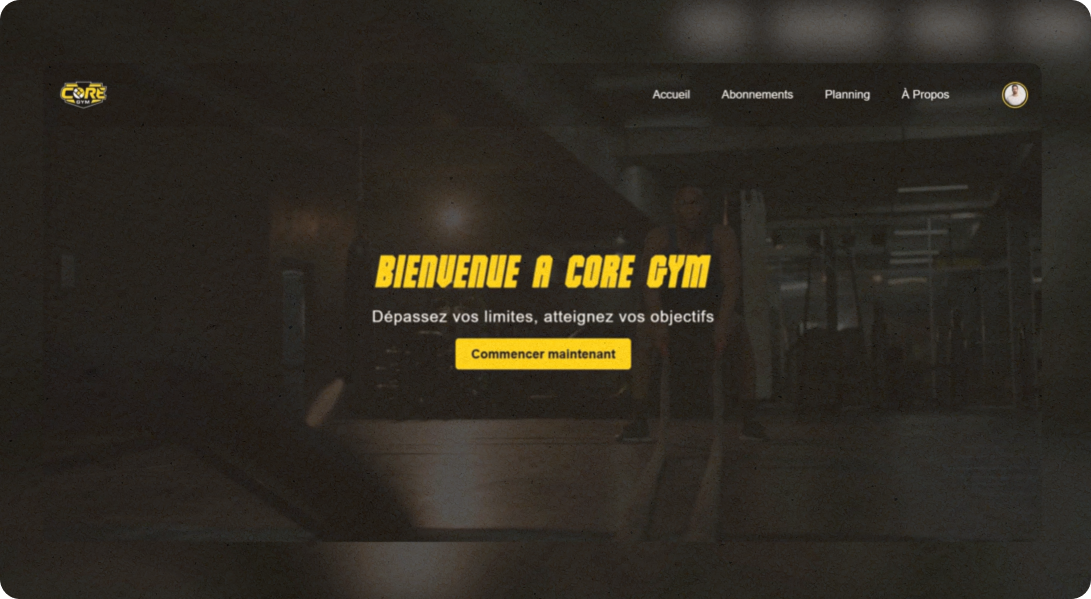 CORE
GYM
Accueil
Abonnements
Planning
À Propos
BIENVENUE A CORE GYM
Dépassez vos limites, atteignez vos objectifs
Commencer maintenant